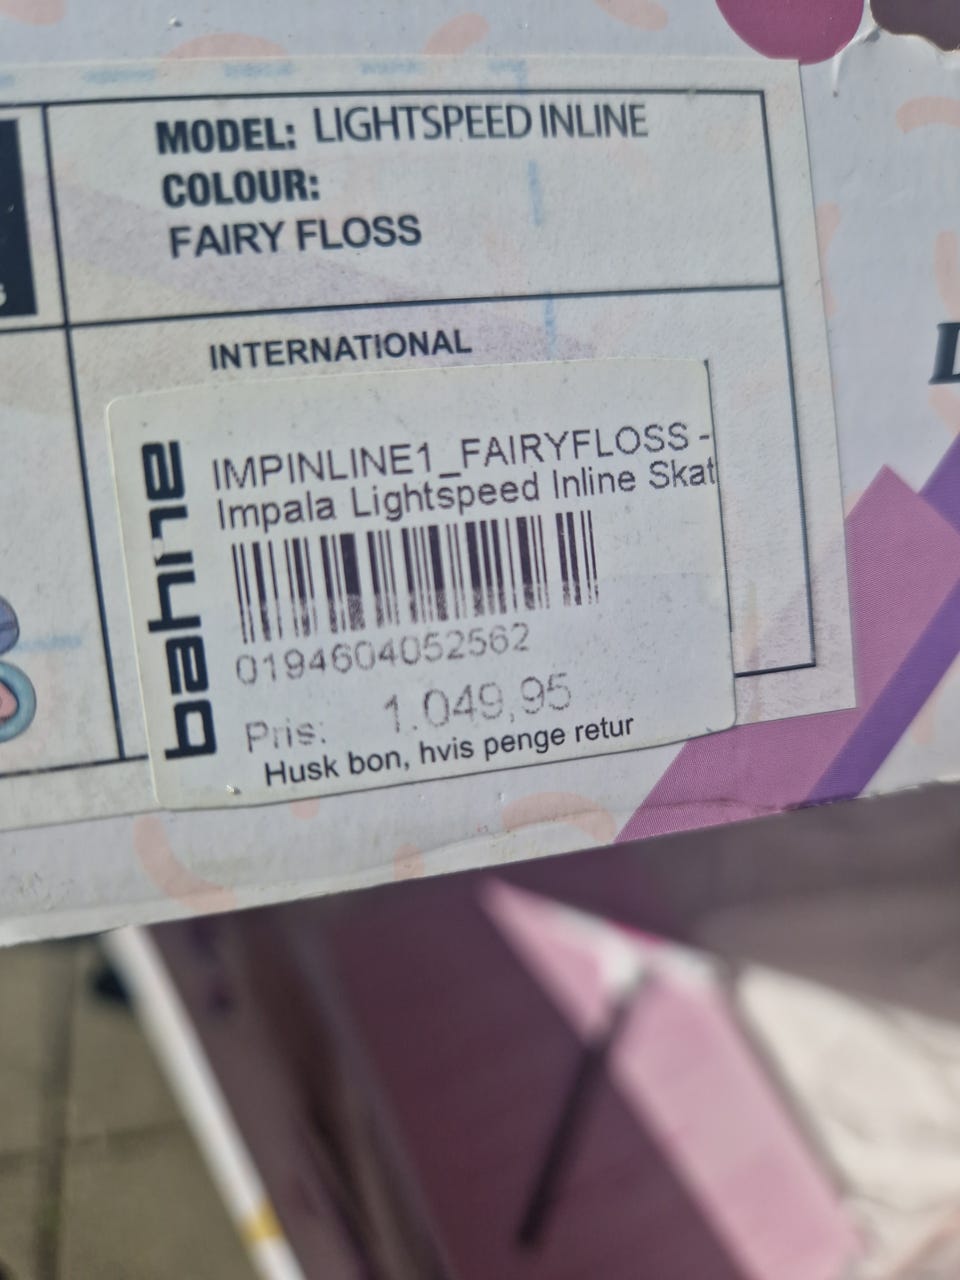 MODEL: LIGHTSPEED INLINE
COLOUR:
FAIRY FLOSS
INTERNATIONAL
bahne
IMPINLINE1_FAIRYFLOSS -
Impala Lightspeed Inline Skat
0194604052562
Pris: 1.049,95
Husk bon, hvis penge retur